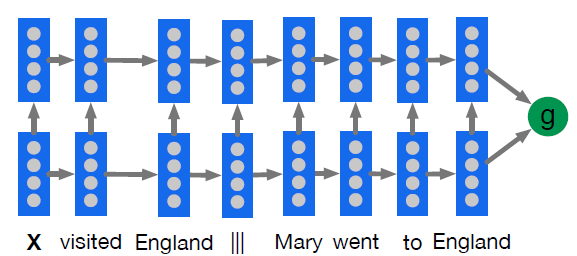 g
X visited England ||| Mary went to England